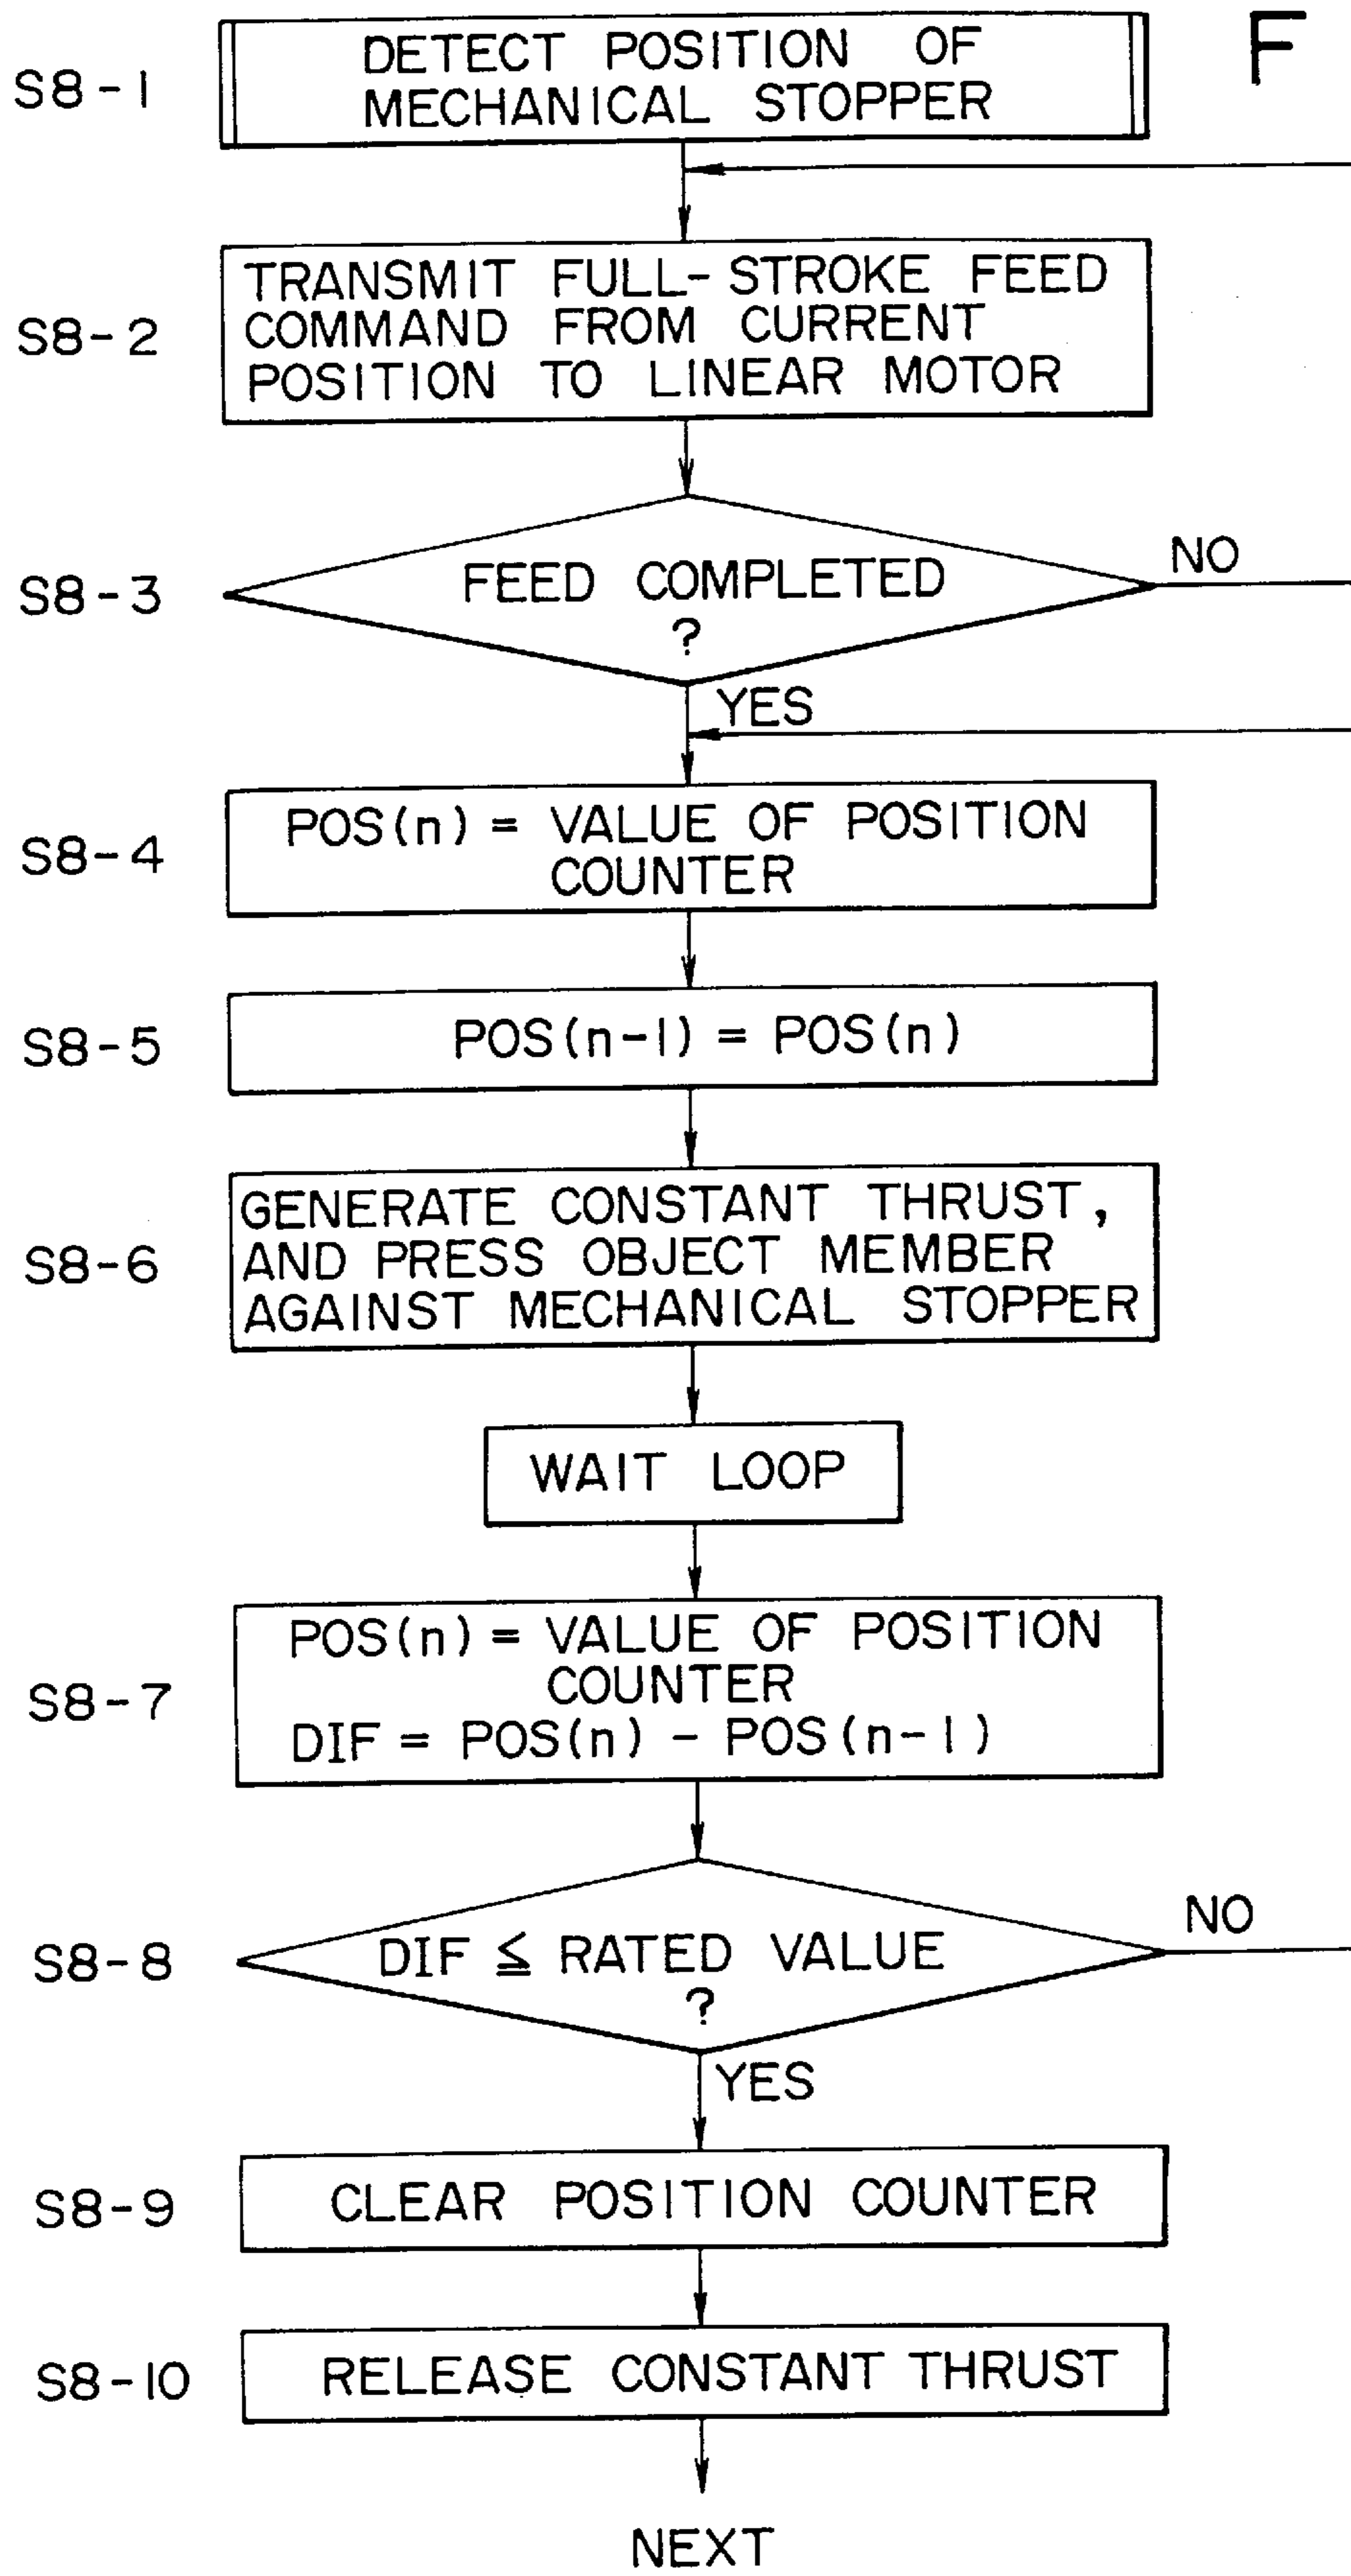 F
S8-1
DETECT POSITION OF
MECHANICAL STOPPER
S8-2
TRANSMIT FULL-STROKE FEED
COMMAND FROM CURRENT
POSITION TO LINEAR MOTOR
S8-3
FEED COMPLETED
?
NO
YES
S8-4
POS(n) = VALUE OF POSITION
COUNTER
S8-5
POS(n-1) = POS(n)
S8-6
GENERATE CONSTANT THRUST,
AND PRESS OBJECT MEMBER
AGAINST MECHANICAL STOPPER
WAIT LOOP
S8-7
POS(n) = VALUE OF POSITION
COUNTER
DIF = POS(n) - POS(n-1)
S8-8
DIF ≦ RATED VALUE
?
NO
YES
S8-9
CLEAR POSITION COUNTER
S8-10
RELEASE CONSTANT THRUST
NEXT